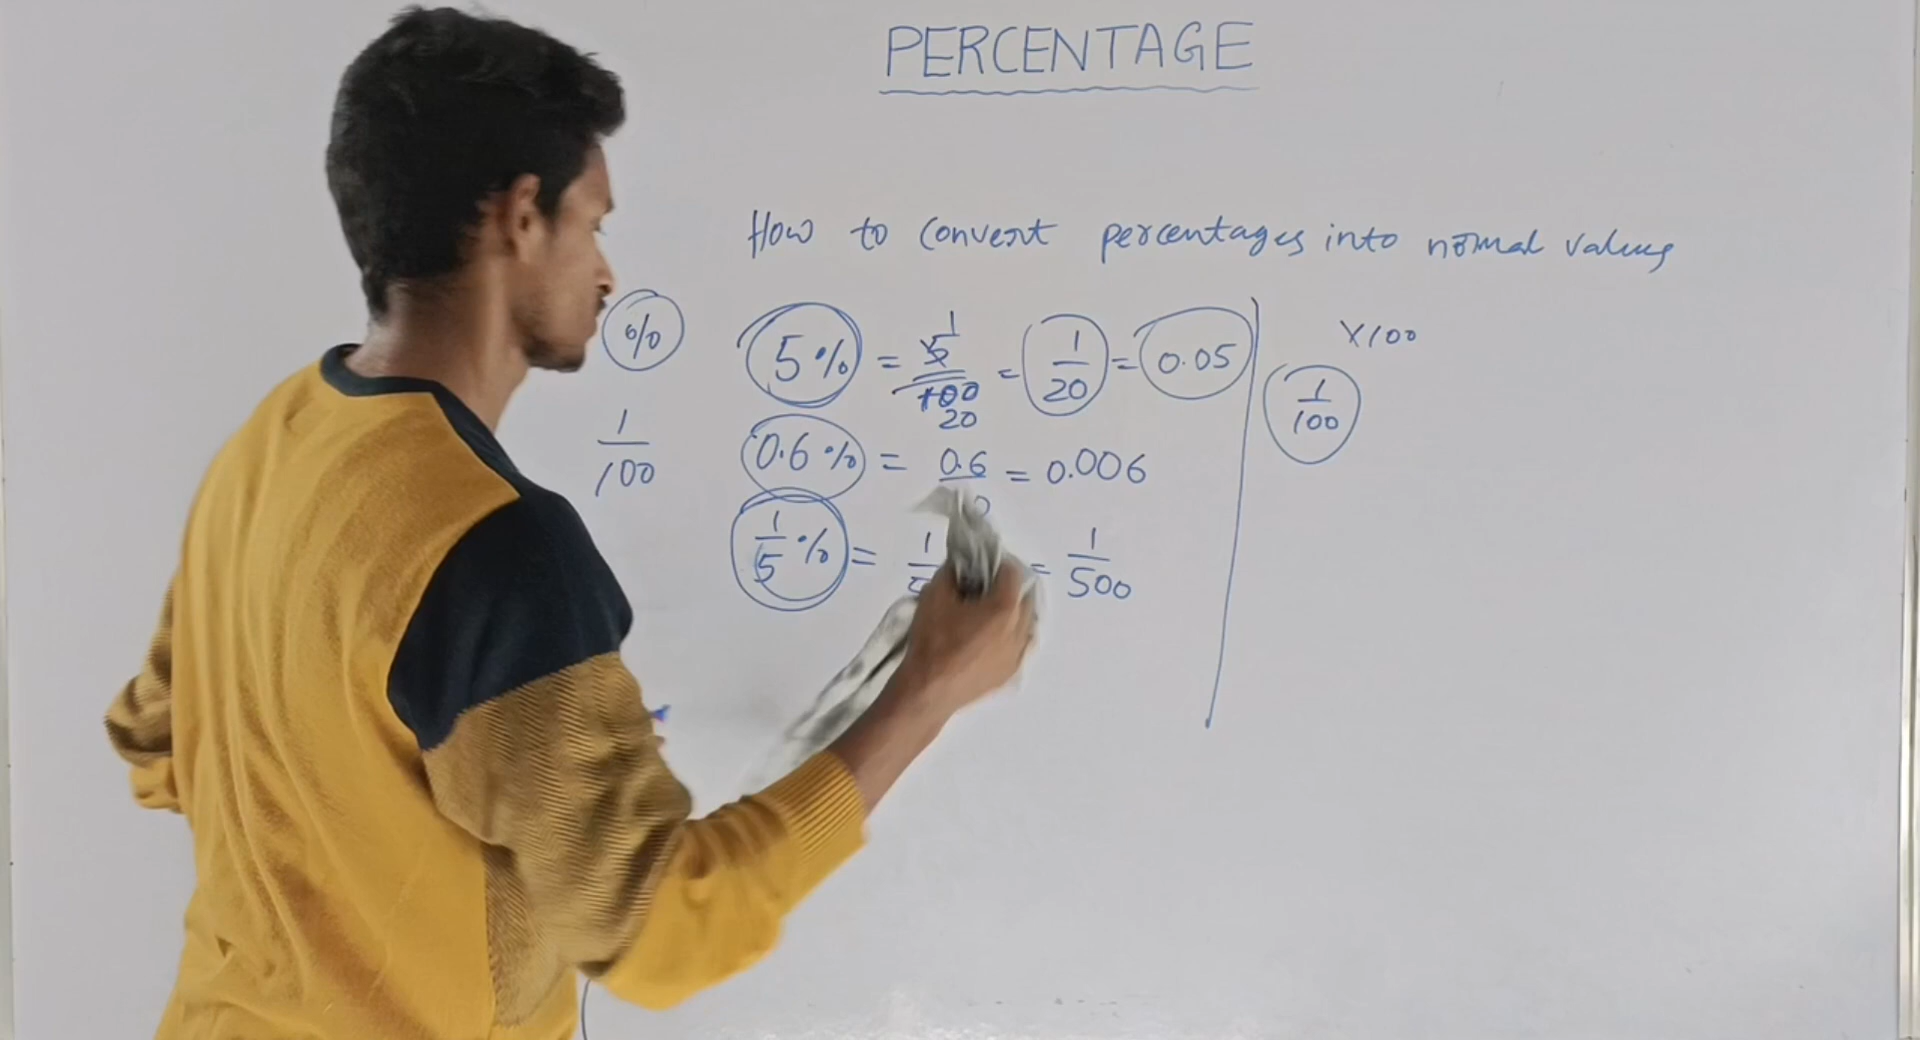 PERCENTAGE
How to convert percentages into normal values
% 5% = 5/100 1 20 = 1/20 = 0.05
×100
1/100
1/100
0.6% = 0.6 = 0.006
1/5 % = 1 = 1/500